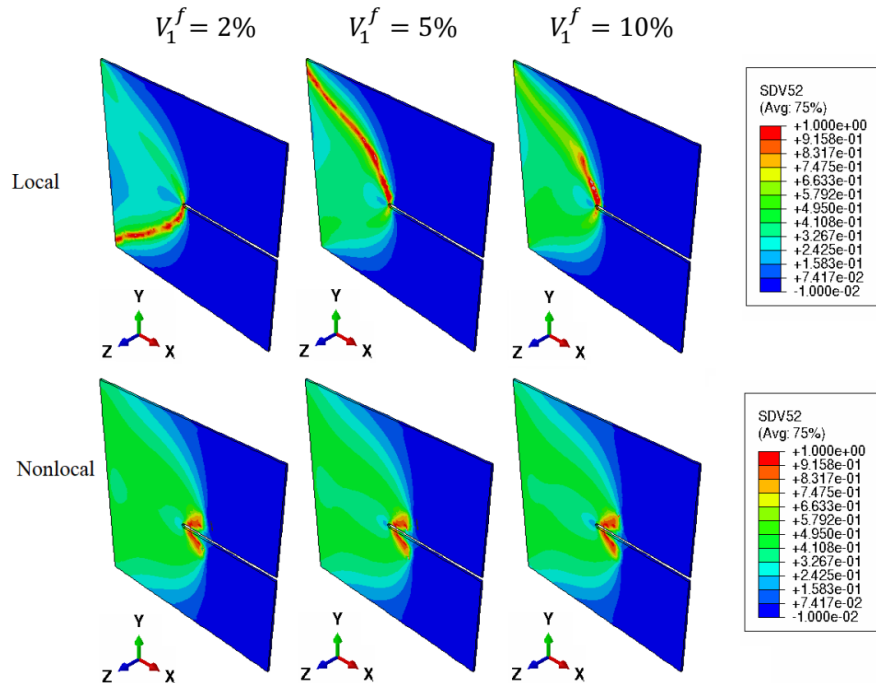 V₁ᶠ = 2% V₁ᶠ = 5% V₁ᶠ = 10%
Local
SDV52
(Avg: 75%)
+1.000e+00
+9.158e-01
+8.317e-01
+7.475e-01
+6.633e-01
+5.792e-01
+4.950e-01
+4.108e-01
+3.267e-01
+2.425e-01
+1.583e-01
+7.417e-02
-1.000e-02
Y Y Y
Z X Z X Z X
Nonlocal
SDV52
(Avg: 75%)
+1.000e+00
+9.158e-01
+8.317e-01
+7.475e-01
+6.633e-01
+5.792e-01
+4.950e-01
+4.108e-01
+3.267e-01
+2.425e-01
+1.583e-01
+7.417e-02
-1.000e-02
Y Y Y
Z X Z X Z X